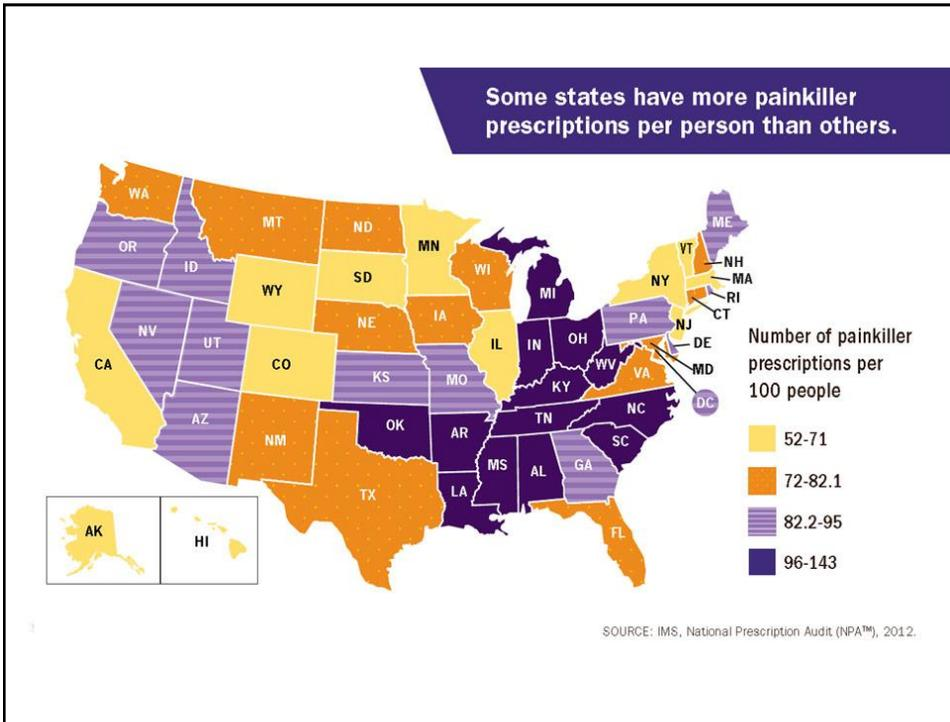 Some states have more painkiller
prescriptions per person than others.
WA
MT
ND
MN
ME
OR
ID
WY
SD
WI
MI
VT
NH
NY
MA
RI
CT
NV
UT
CO
NE
IA
IL
IN
OH
PA
NJ
DE
MD
DC
CA
AZ
NM
KS
MO
KY
WV
VA
OK
AR
TN
NC
SC
TX
LA
MS
AL
GA
FL
AK
HI
Number of painkiller
prescriptions per
100 people
52-71
72-82.1
82.2-95
96-143
SOURCE: IMS, National Prescription Audit (NPA™), 2012.